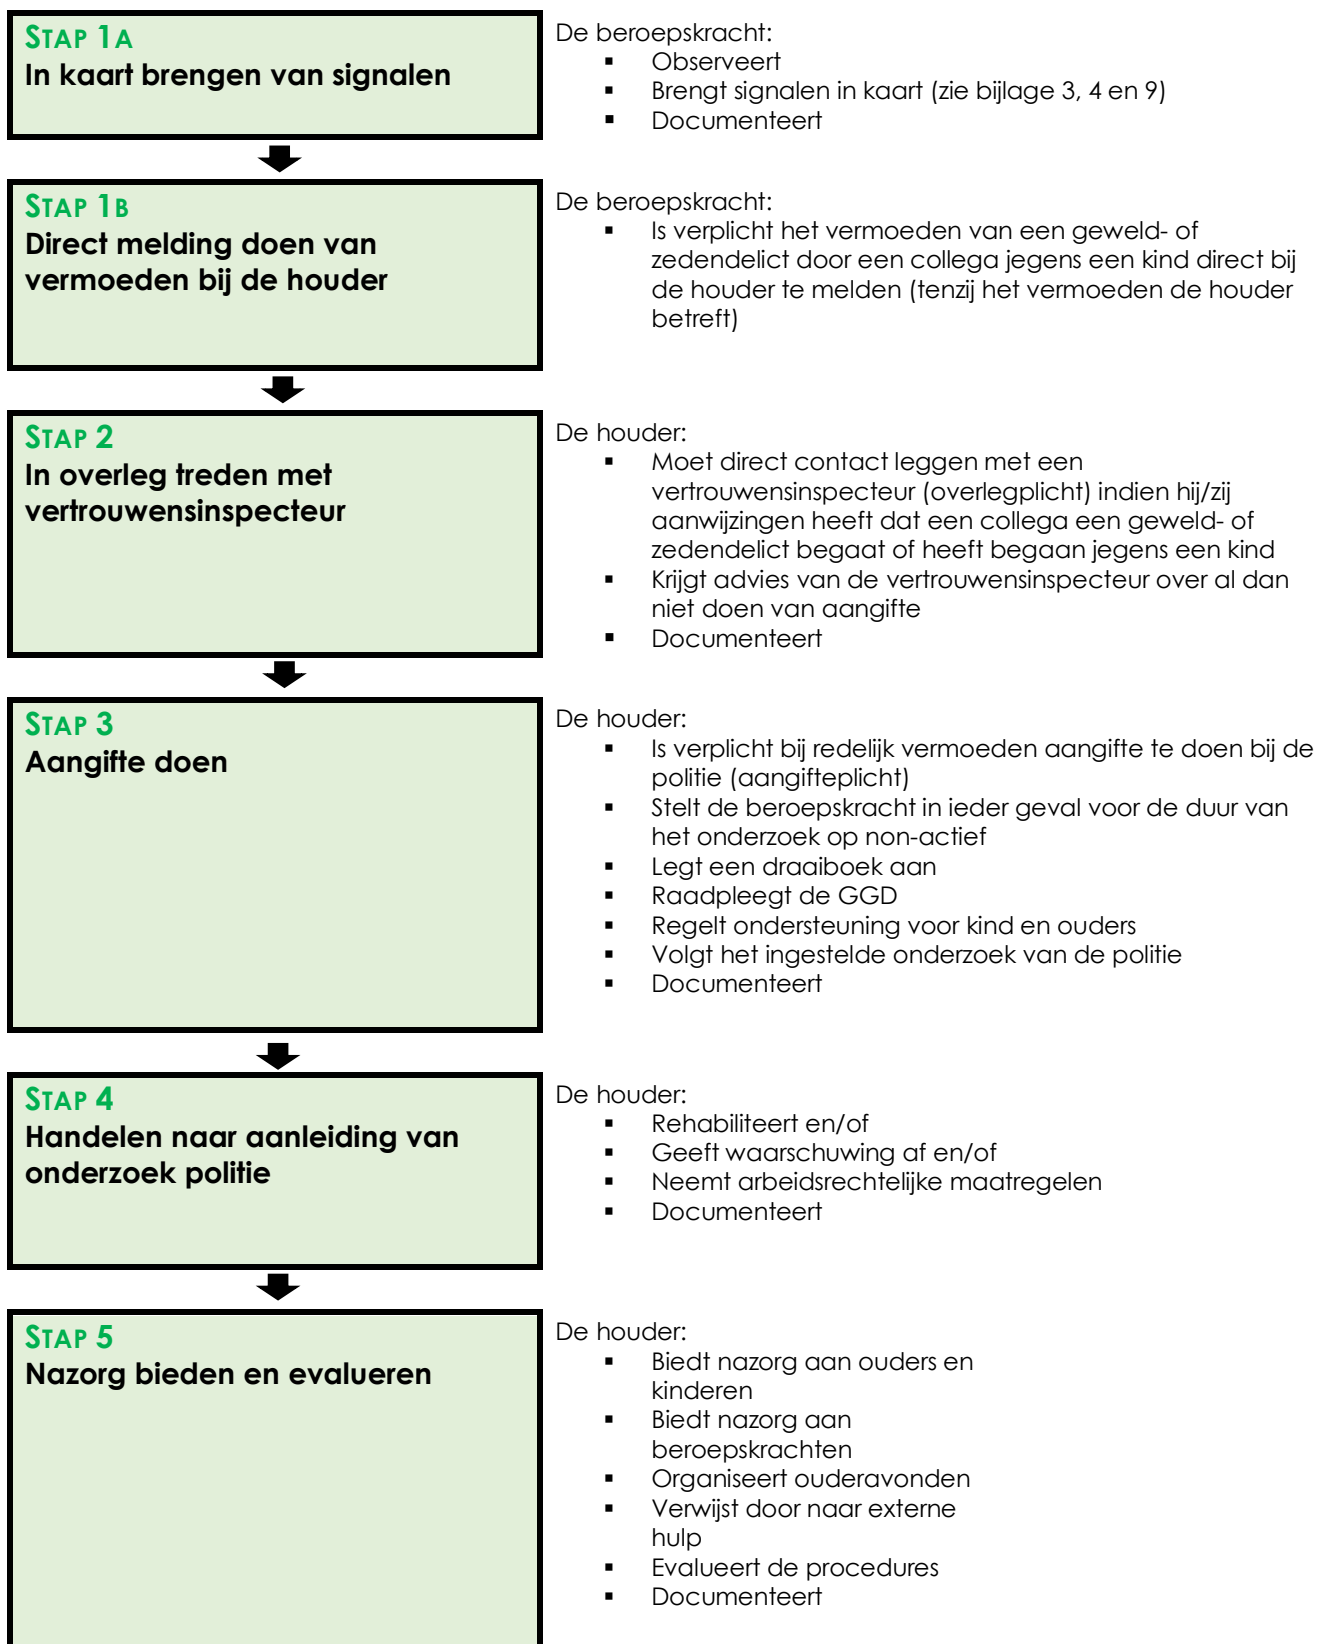 STAP 1A
In kaart brengen van signalen
De beroepskracht:
▪ Observeert
▪ Brengt signalen in kaart (zie bijlage 3, 4 en 9)
▪ Documenteert
STAP 1B
Direct melding doen van
vermoeden bij de houder
De beroepskracht:
▪ Is verplicht het vermoeden van een geweld- of
zedendelict door een collega jegens een kind direct bij
de houder te melden (tenzij het vermoeden de houder
betreft)
STAP 2
In overleg treden met
vertrouwensinspecteur
De houder:
▪ Moet direct contact leggen met een
vertrouwensinspecteur (overlegplicht) indien hij/zij
aanwijzingen heeft dat een collega een geweld- of
zedendelict begaat of heeft begaan jegens een kind
▪ Krijgt advies van de vertrouwensinspecteur over al dan
niet doen van aangifte
▪ Documenteert
STAP 3
Aangifte doen
De houder:
▪ Is verplicht bij redelijk vermoeden aangifte te doen bij de
politie (aangifteplicht)
▪ Stelt de beroepskracht in ieder geval voor de duur van
het onderzoek op non-actief
▪ Legt een draaiboek aan
▪ Raadpleegt de GGD
▪ Regelt ondersteuning voor kind en ouders
▪ Volgt het ingestelde onderzoek van de politie
▪ Documenteert
STAP 4
Handelen naar aanleiding van
onderzoek politie
De houder:
▪ Rehabiliteert en/of
▪ Geeft waarschuwing af en/of
▪ Neemt arbeidsrechtelijke maatregelen
▪ Documenteert
STAP 5
Nazorg bieden en evalueren
De houder:
▪ Biedt nazorg aan ouders en
kinderen
▪ Biedt nazorg aan
beroepskrachten
▪ Organiseert ouderavonden
▪ Verwijst door naar externe
hulp
▪ Evalueert de procedures
▪ Documenteert